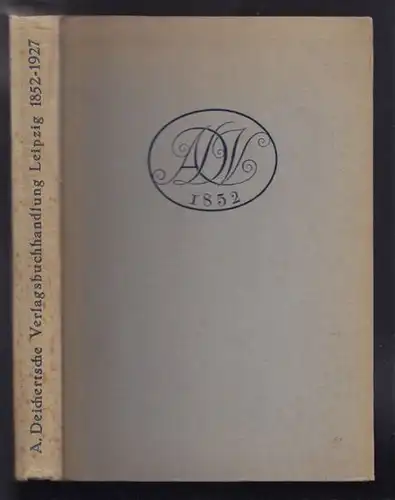 A. Deichertsche Verlagsbuchhandlung Leipzig 1852-1927
ADV
1852